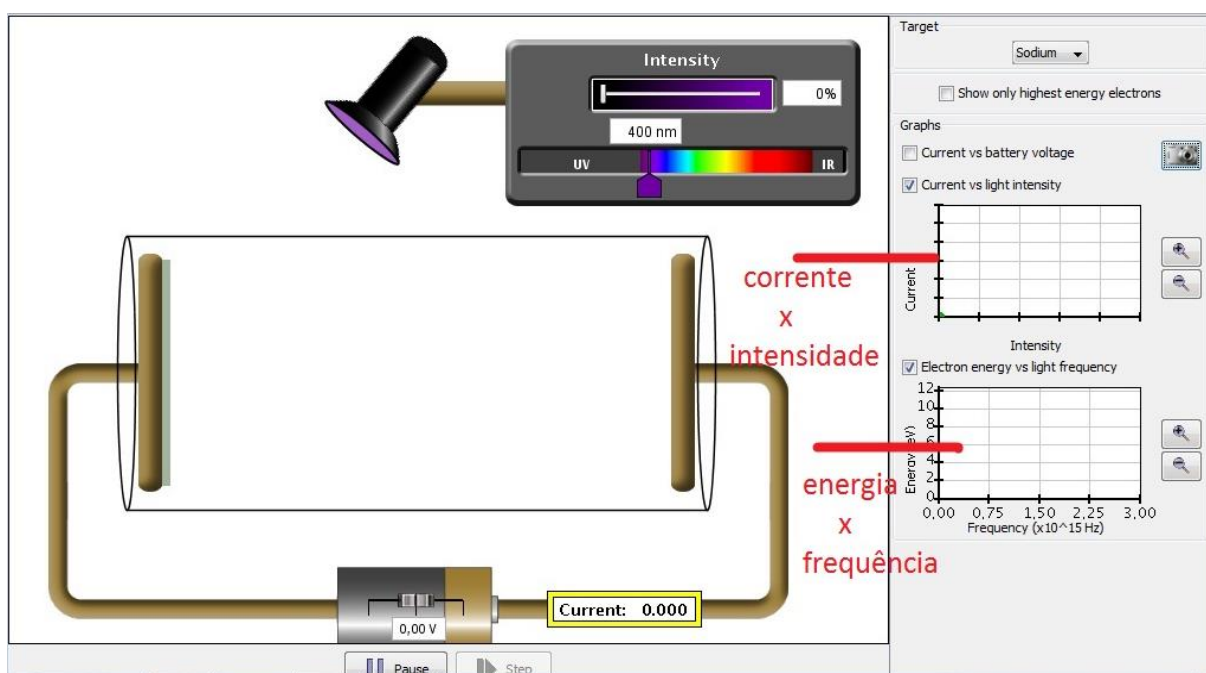 Intensity
0%
400 nm
UV
IR
corrente
x
intensidade
energia
x
frequência
0,00 V
Current: 0.000
Pause
Step
Target
Sodium
Show only highest energy electrons
Graphs
Current vs battery voltage
Current vs light intensity
Current
Intensity
Electron energy vs light frequency
12
10
8
6
4
2
0
0,00 0,75 1,50 2,25 3,00
Frequency (x10^15 Hz)